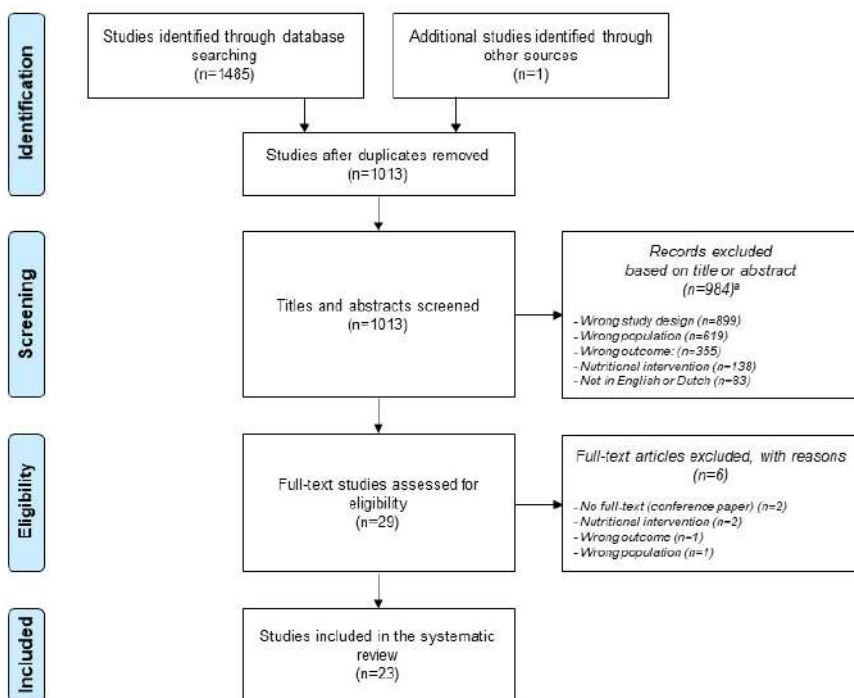 Identification
Studies identified through database
searching
(n=1485)
Additional studies identified through
other sources
(n=1)
Studies after duplicates removed
(n=1013)
Screening
Titles and abstracts screened
(n=1013)
Records excluded
based on title or abstract
(n=984)ª
- Wrong study design (n=899)
- Wrong population (n=619)
- Wrong outcome: (n=355)
- Nutritional intervention (n=138)
- Not in English or Dutch (n=83)
Eligibility
Full-text studies assessed for
eligibility
(n=29)
Full-text articles excluded, with reasons
(n=6)
- No full-text (conference paper) (n=2)
- Nutritional intervention (n=2)
- Wrong outcome (n=1)
- Wrong population (n=1)
Included
Studies included in the systematic
review
(n=23)